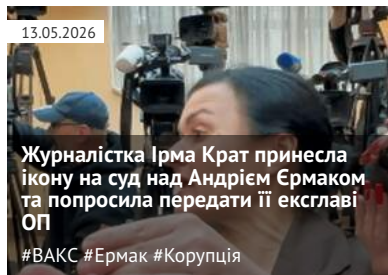 13.05.2026
Журналістка Ірма Крат принесла
ікону на суд над Андрієм Єрмаком
та попросила передати її ексглаві
ОП
#ВАКС #Ермак #Корупція